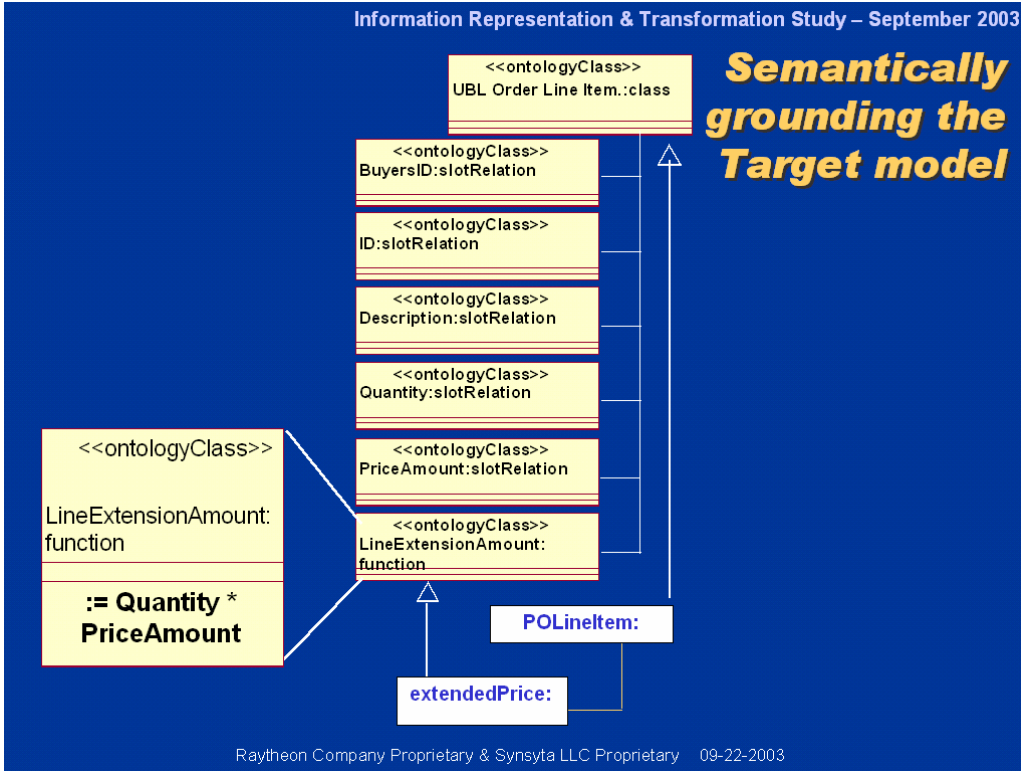 Information Representation & Transformation Study – September 2003
Semantically
grounding the
Target model
<<ontologyClass>>
UBL Order Line Item.:class
<<ontologyClass>>
BuyersID:slotRelation
<<ontologyClass>>
ID:slotRelation
<<ontologyClass>>
Description:slotRelation
<<ontologyClass>>
Quantity:slotRelation
<<ontologyClass>>
PriceAmount:slotRelation
<<ontologyClass>>
LineExtensionAmount:
function
<<ontologyClass>>
LineExtensionAmount:
function
:= Quantity *
PriceAmount
POLineItem:
extendedPrice:
Raytheon Company Proprietary & Synsyta LLC Proprietary 09-22-2003